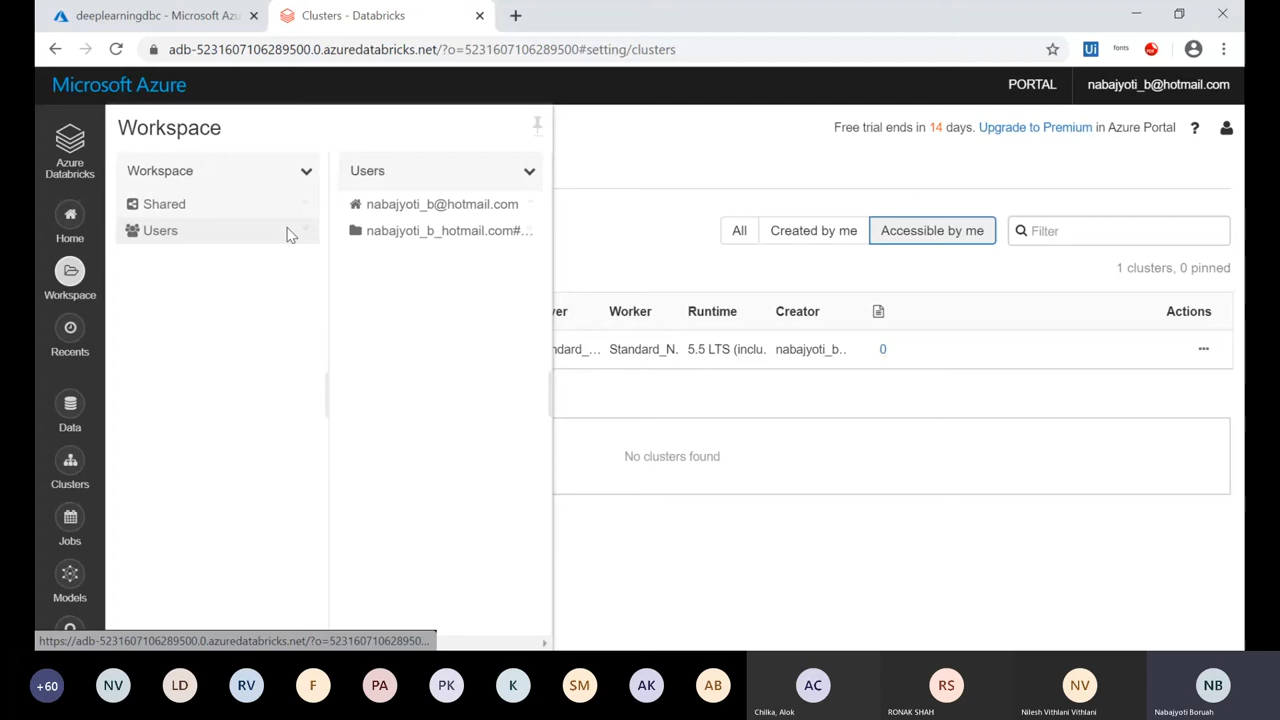 deeplearningdbc - Microsoft Azu
Clusters - Databricks
adb-5231607106289500.0.azuredatabricks.net/?o=5231607106289500#setting/clusters
Ui
fonts
Microsoft Azure
PORTAL
nabajyoti_b@hotmail.com
Azure
Databricks
Home
Workspace
Recents
Data
Clusters
Jobs
Models
Workspace
Workspace
Shared
Users
Users
nabajyoti_b@hotmail.com
nabajyoti_b_hotmail.com#...
Free trial ends in 14 days. Upgrade to Premium in Azure Portal
?
All
Created by me
Accessible by me
Filter
1 clusters, 0 pinned
Worker
Runtime
Creator
Actions
Standard_N.
5.5 LTS (inclu.
nabajyoti_b..
0
No clusters found
https://adb-5231607106289500.0.azuredatabricks.net/?o=523160710628950...
+60
NV
LD
RV
F
PA
PK
K
SM
AK
AB
AC
Chilka, Alok
RS
RONAK SHAH
NV
Nilesh Vithlani Vithlani
NB
Nabajyoti Boruah